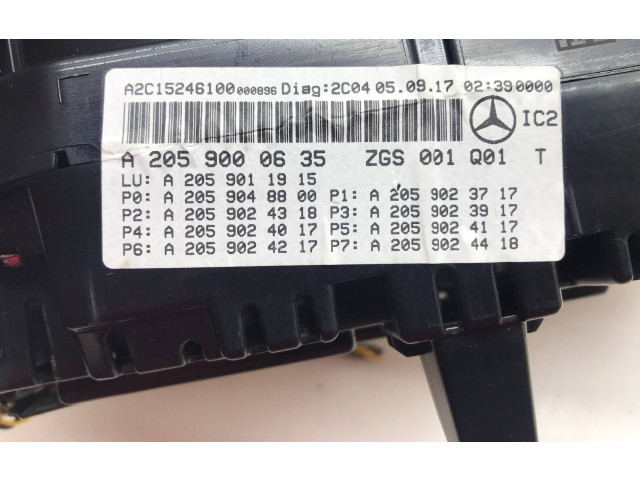 A2C15246100000896 Diag:2C04 05.09.17 02:390000
IC2
A 205 900 06 35 ZGS 001 Q01 T
LU: A 205 901 19 15
P0: A 205 904 88 00 P1: A 205 902 37 17
P2: A 205 902 43 18 P3: A 205 902 39 17
P4: A 205 902 40 17 P5: A 205 902 41 17
P6: A 205 902 42 17 P7: A 205 902 44 18